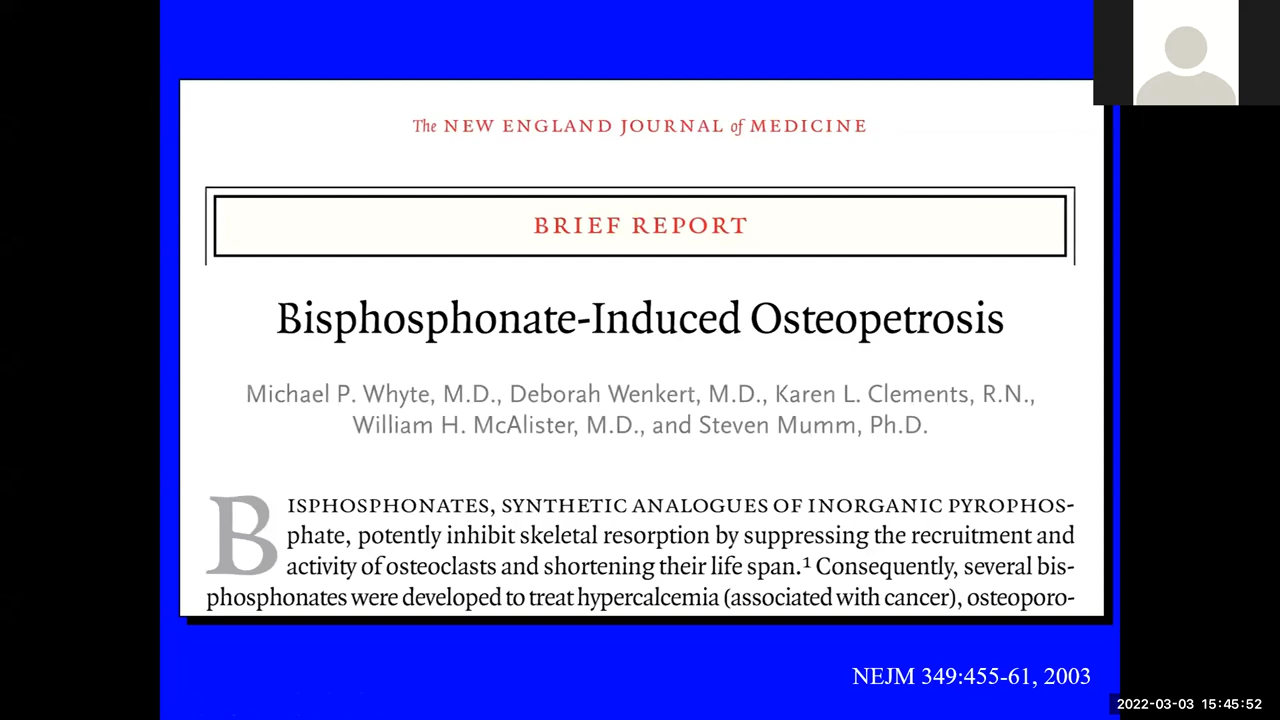 The NEW ENGLAND JOURNAL of MEDICINE
BRIEF REPORT
Bisphosphonate-Induced Osteopetrosis
Michael P. Whyte, M.D., Deborah Wenkert, M.D., Karen L. Clements, R.N.,
William H. McAlister, M.D., and Steven Mumm, Ph.D.
BISPHOSPHONATES, SYNTHETIC ANALOGUES OF INORGANIC PYROPHOS-
phate, potently inhibit skeletal resorption by suppressing the recruitment and
activity of osteoclasts and shortening their life span.¹ Consequently, several bis-
phosphonates were developed to treat hypercalcemia (associated with cancer), osteoporo-
NEJM 349:455-61, 2003
2022-03-03 15:45:52